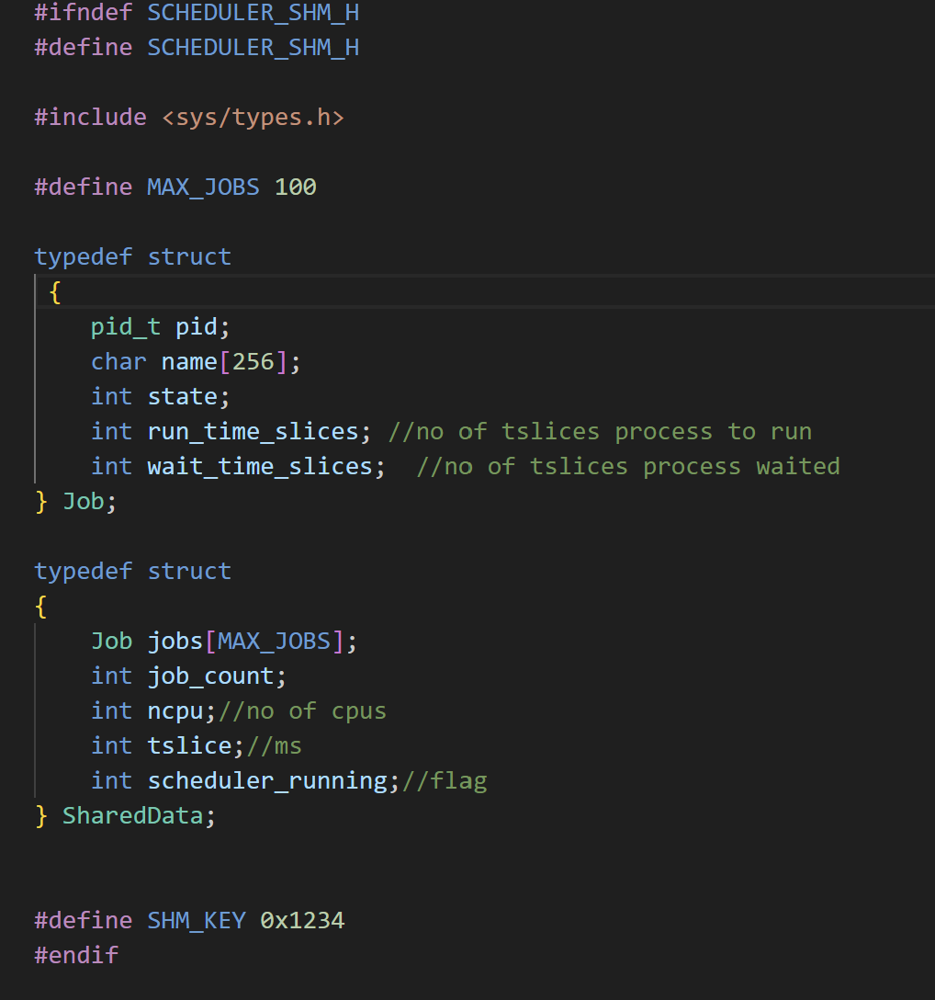 #ifndef SCHEDULER_SHM_H
#define SCHEDULER_SHM_H

#include <sys/types.h>

#define MAX_JOBS 100

typedef struct
 {
    pid_t pid;
    char name[256];
    int state;
    int run_time_slices; //no of tslices process to run
    int wait_time_slices;  //no of tslices process waited
} Job;

typedef struct
{
    Job jobs[MAX_JOBS];
    int job_count;
    int ncpu;//no of cpus
    int tslice;//ms
    int scheduler_running;//flag
} SharedData;


#define SHM_KEY 0x1234
#endif